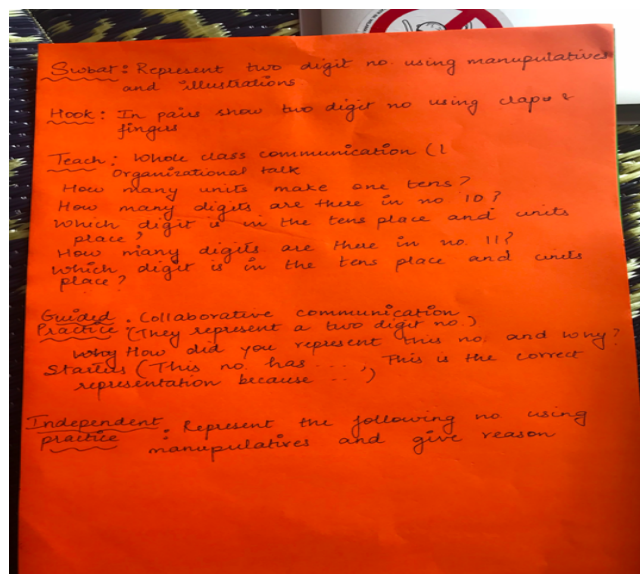 Swbat: Represent two digit no. using manupulatives
and illustrations
Hook: In pairs show two digit no using claps &
fingers
Teach: Whole class communication (1
Organizational talk
How many units make one tens?
How many digits are there in no 10?
Which digit is in the tens place and units
place?
How many digits are there in no. 11?
Which digit is in the tens place and units
place?
Guided : Collaborative communication
Practice (They represent a two digit no.)
How did you represent this no. and why?
(This no. has ..., This is the correct
representation because ...)
Independent : Represent the following no using
practice manupulatives and give reason